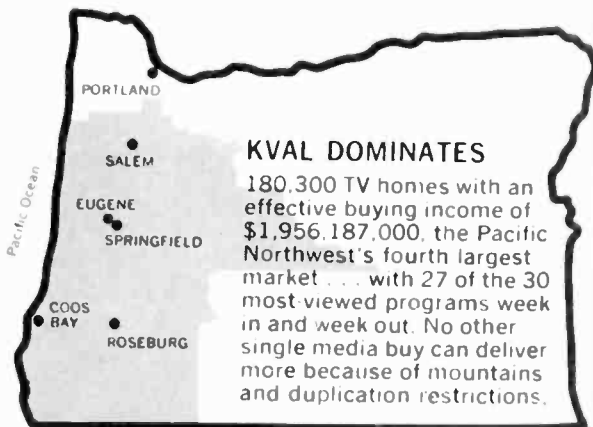 PORTLAND
SALEM
Pacific Ocean
EUGENE
SPRINGFIELD
COOS
BAY
ROSEBURG
KVAL DOMINATES
180,300 TV homes with an
effective buying income of
$1,956,187,000, the Pacific
Northwest's fourth largest
market . . . with 27 of the 30
most-viewed programs week
in and week out. No other
single media buy can deliver
more because of mountains
and duplication restrictions.